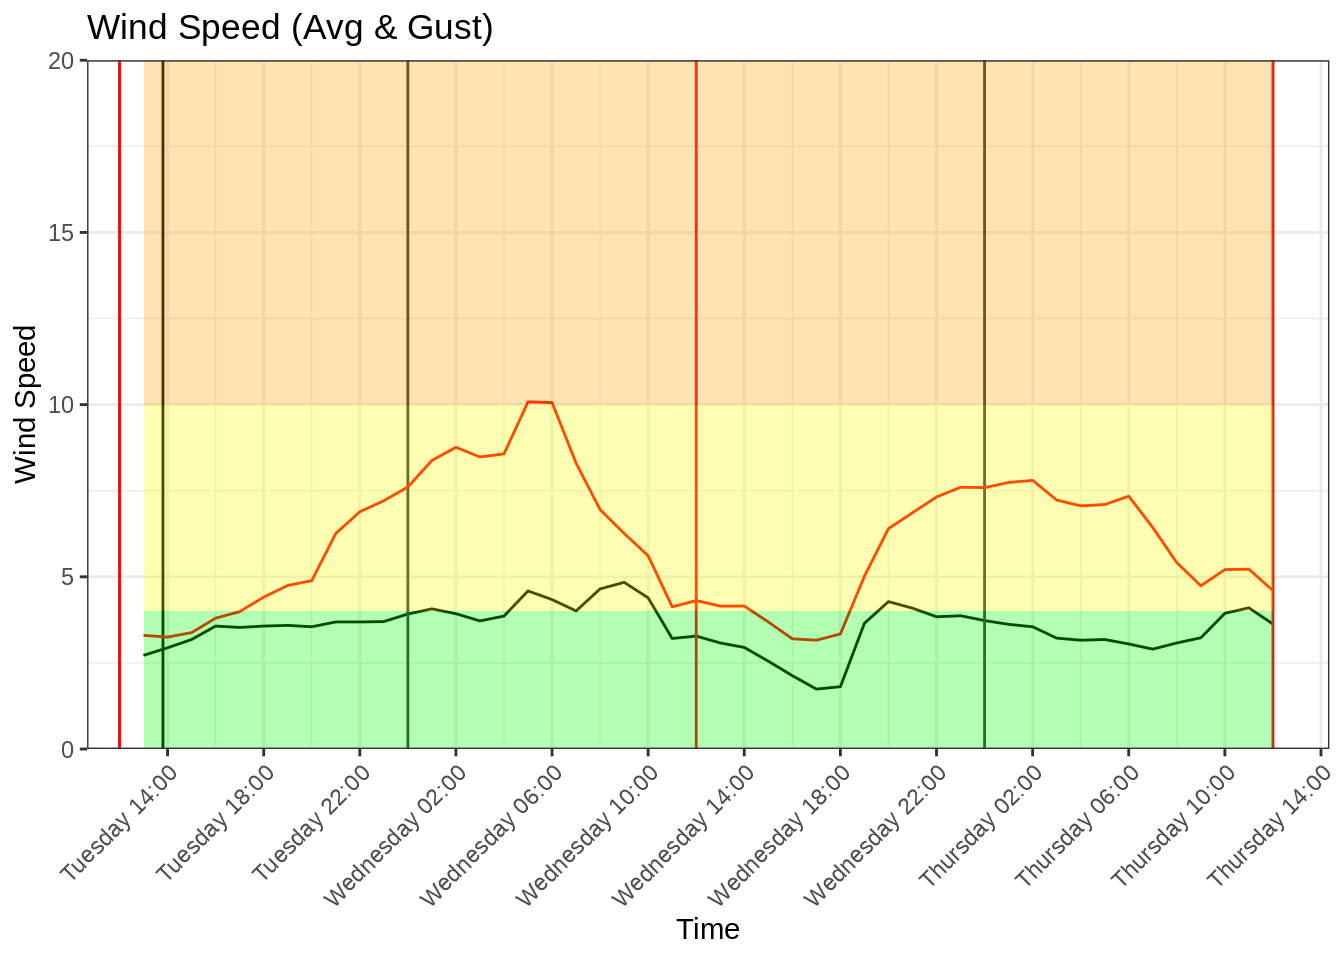 Wind Speed (Avg & Gust)
20
15
10
5
0
Wind Speed
Tuesday 14:00
Tuesday 18:00
Tuesday 22:00
Wednesday 02:00
Wednesday 06:00
Wednesday 10:00
Wednesday 14:00
Wednesday 18:00
Wednesday 22:00
Thursday 02:00
Thursday 06:00
Thursday 10:00
Thursday 14:00
Time